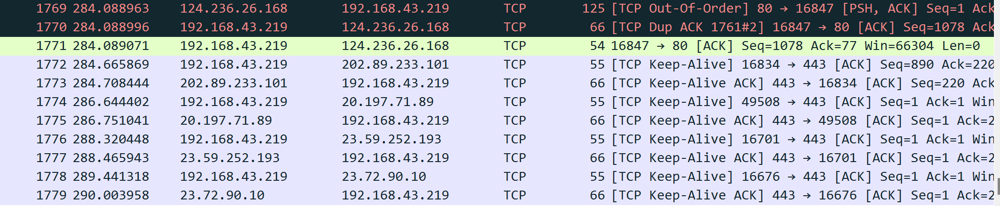 1769 284.088963 124.236.26.168 192.168.43.219 TCP 125 [TCP Out-Of-Order] 80 → 16847 [PSH, ACK] Seq=1 Ack
1770 284.088996 192.168.43.219 124.236.26.168 TCP 66 [TCP Dup ACK 1761#2] 16847 → 80 [ACK] Seq=1078 Ack
1771 284.089071 192.168.43.219 124.236.26.168 TCP 54 16847 → 80 [ACK] Seq=1078 Ack=77 Win=66304 Len=0
1772 284.665869 192.168.43.219 202.89.233.101 TCP 55 [TCP Keep-Alive] 16834 → 443 [ACK] Seq=890 Ack=220
1773 284.708444 202.89.233.101 192.168.43.219 TCP 66 [TCP Keep-Alive ACK] 443 → 16834 [ACK] Seq=220 Ack
1774 286.644402 192.168.43.219 20.197.71.89 TCP 55 [TCP Keep-Alive] 49508 → 443 [ACK] Seq=1 Ack=1 Win
1775 286.751041 20.197.71.89 192.168.43.219 TCP 66 [TCP Keep-Alive ACK] 443 → 49508 [ACK] Seq=1 Ack=2
1776 288.320448 192.168.43.219 23.59.252.193 TCP 55 [TCP Keep-Alive] 16701 → 443 [ACK] Seq=1 Ack=1 Win
1777 288.465943 23.59.252.193 192.168.43.219 TCP 66 [TCP Keep-Alive ACK] 443 → 16701 [ACK] Seq=1 Ack=2
1778 289.441318 192.168.43.219 23.72.90.10 TCP 55 [TCP Keep-Alive] 16676 → 443 [ACK] Seq=1 Ack=1 Win
1779 290.003958 23.72.90.10 192.168.43.219 TCP 66 [TCP Keep-Alive ACK] 443 → 16676 [ACK] Seq=1 Ack=2